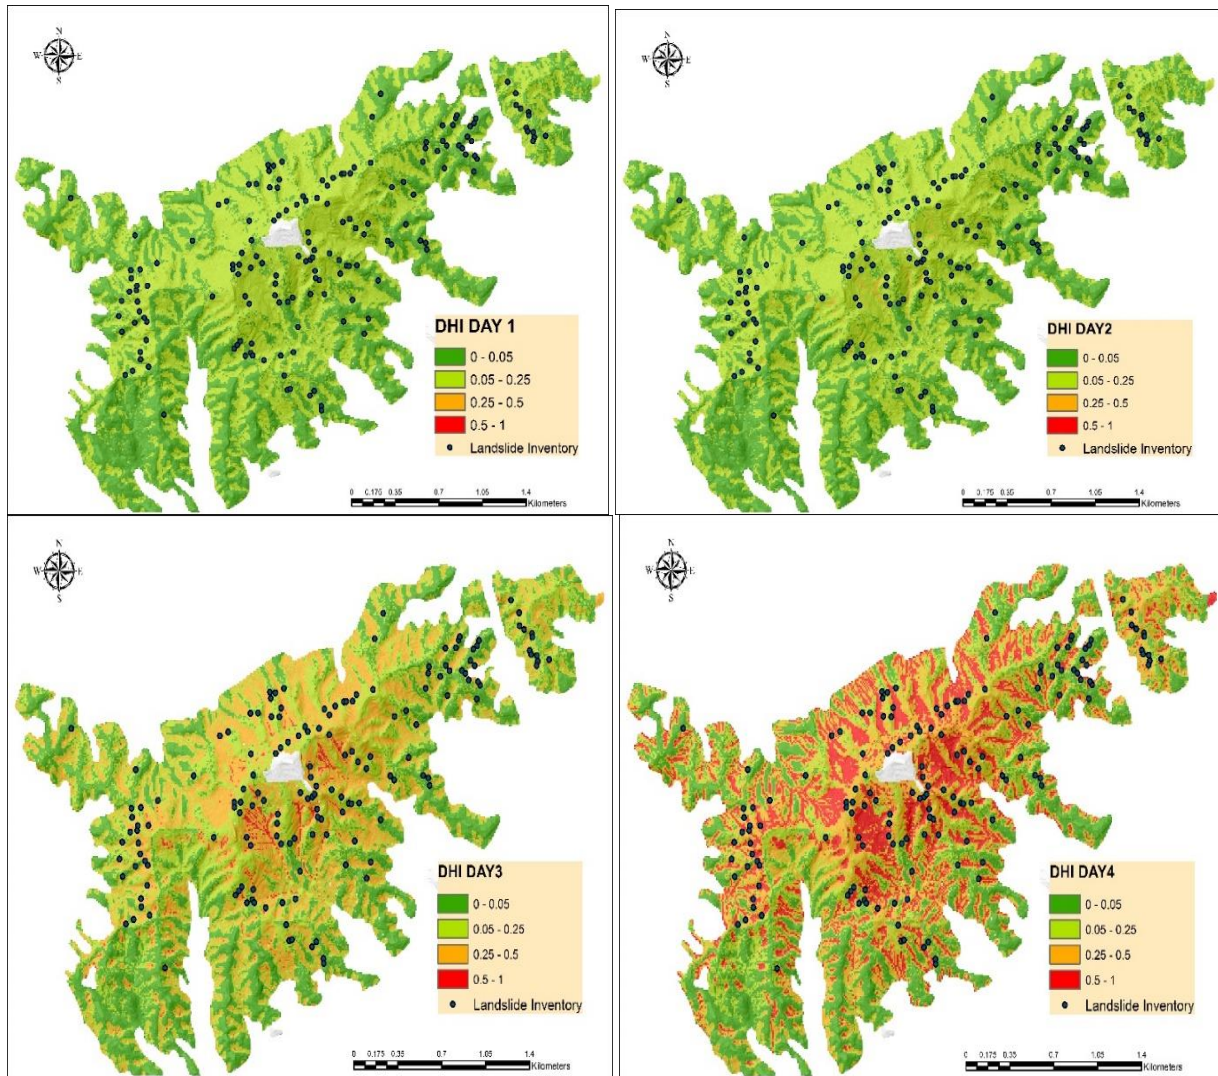 N
W E
S
DHI DAY 1
0 - 0.05
0.05 - 0.25
0.25 - 0.5
0.5 - 1
Landslide Inventory
0 0.175 0.35 0.7 1.05 1.4
Kilometers
N
W E
S
DHI DAY2
0 - 0.05
0.05 - 0.25
0.25 - 0.5
0.5 - 1
Landslide Inventory
0 0.175 0.35 0.7 1.05 1.4
Kilometers
N
W E
S
DHI DAY3
0 - 0.05
0.05 - 0.25
0.25 - 0.5
0.5 - 1
Landslide Inventory
0 0.175 0.35 0.7 1.05 1.4
Kilometers
N
W E
S
DHI DAY4
0 - 0.05
0.05 - 0.25
0.25 - 0.5
0.5 - 1
Landslide Inventory
0 0.175 0.35 0.7 1.05 1.4
Kilometers